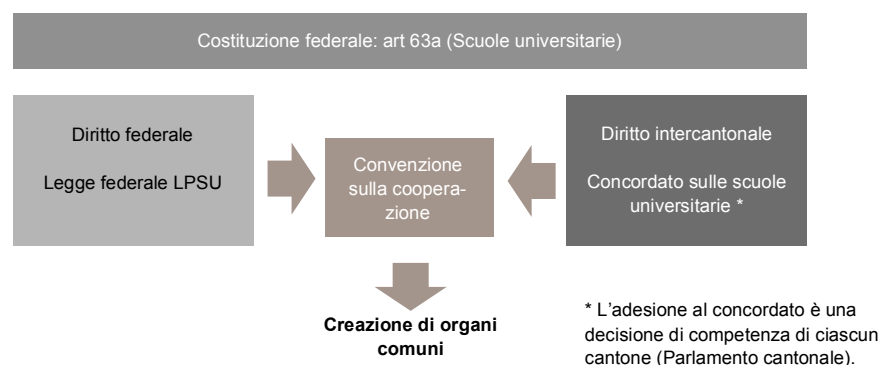 Costituzione federale: art 63a (Scuole universitarie)
Diritto federale
Legge federale LPSU
Convenzione
sulla coopera-
zione
Diritto intercantonale
Concordato sulle scuole
universitarie *
Creazione di organi
comuni
* L'adesione al concordato è una
decisione di competenza di ciascun
cantone (Parlamento cantonale).